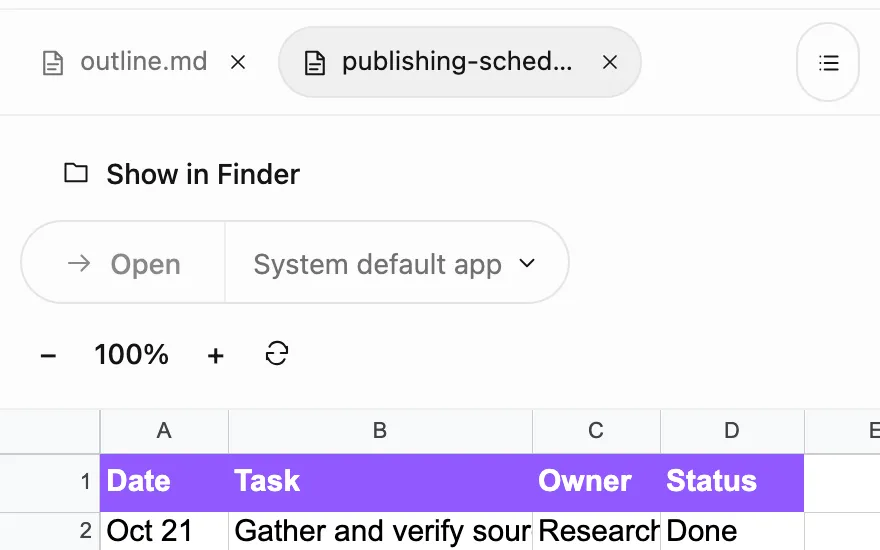 outline.md publishing-sched...
Show in Finder
Open System default app
− 100% +
A B C D E
1 Date Task Owner Status
2 Oct 21 Gather and verify sour Research Done